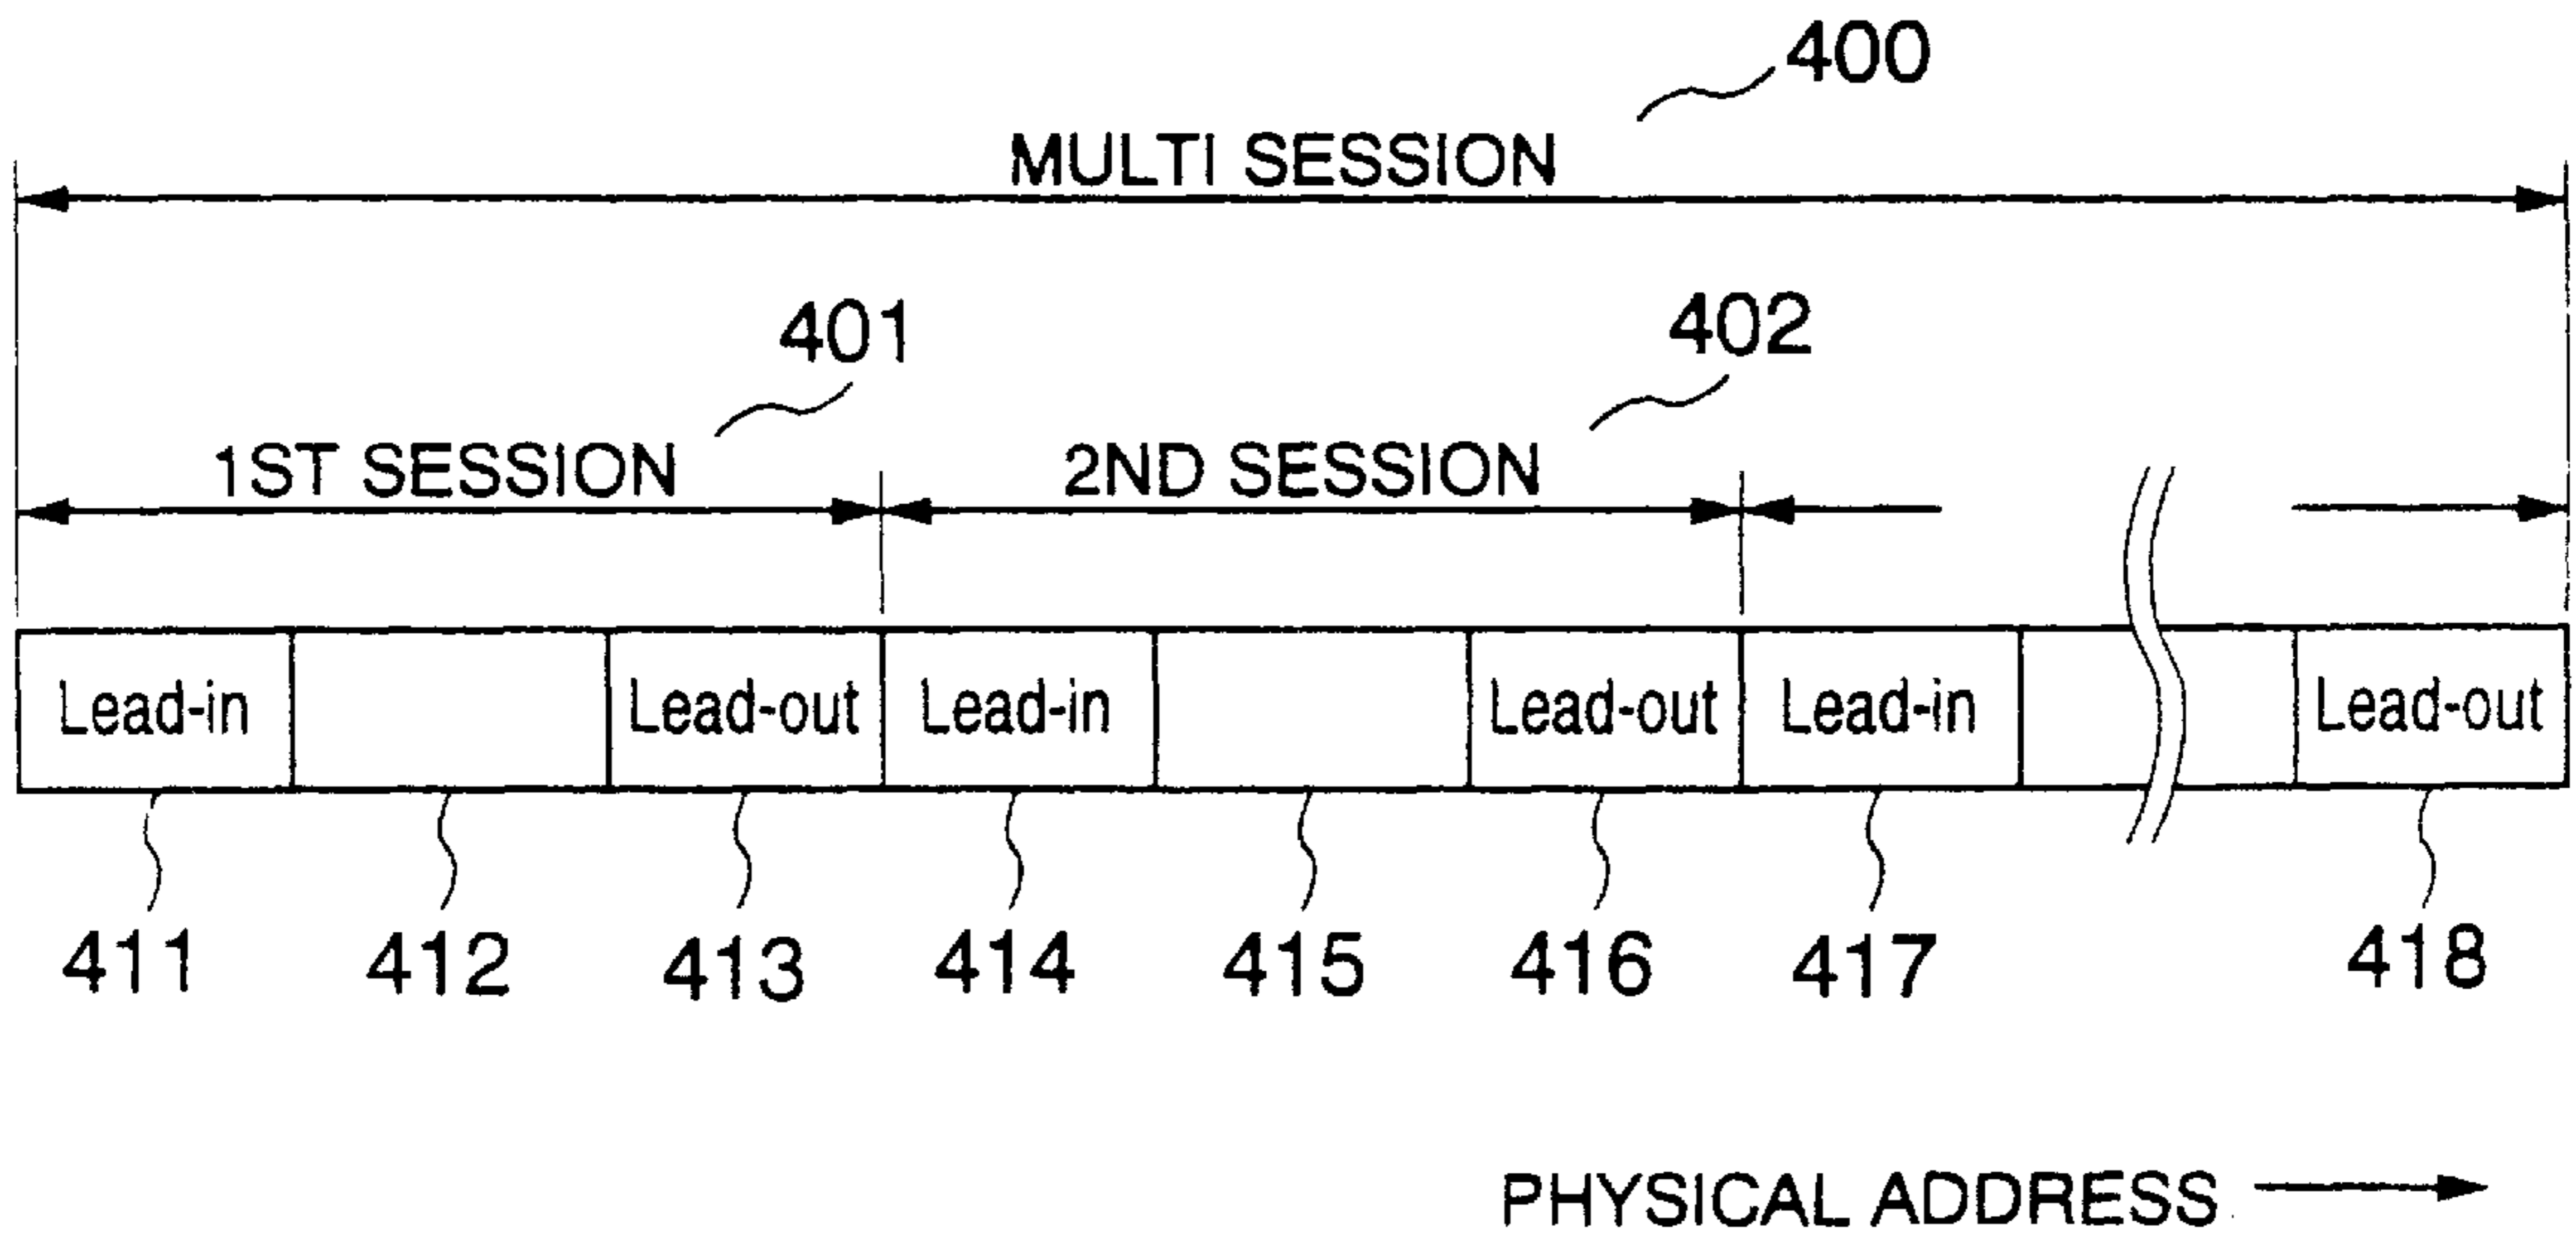 400
MULTI SESSION
401
402
1ST SESSION
2ND SESSION
Lead-in
Lead-out
Lead-in
Lead-out
Lead-in
Lead-out
411
412
413
414
415
416
417
418
PHYSICAL ADDRESS